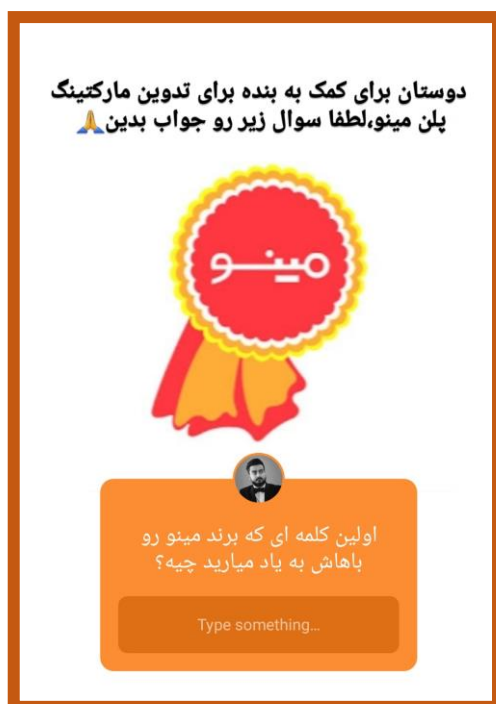 دوستان برای کمک به بنده برای تدوین مارکتینگ
پلن مینو،لطفا سوال زیر رو جواب بدین🙏
مینو
اولین کلمه ای که برند مینو رو
باهاش به یاد میارید چیه؟
Type something...